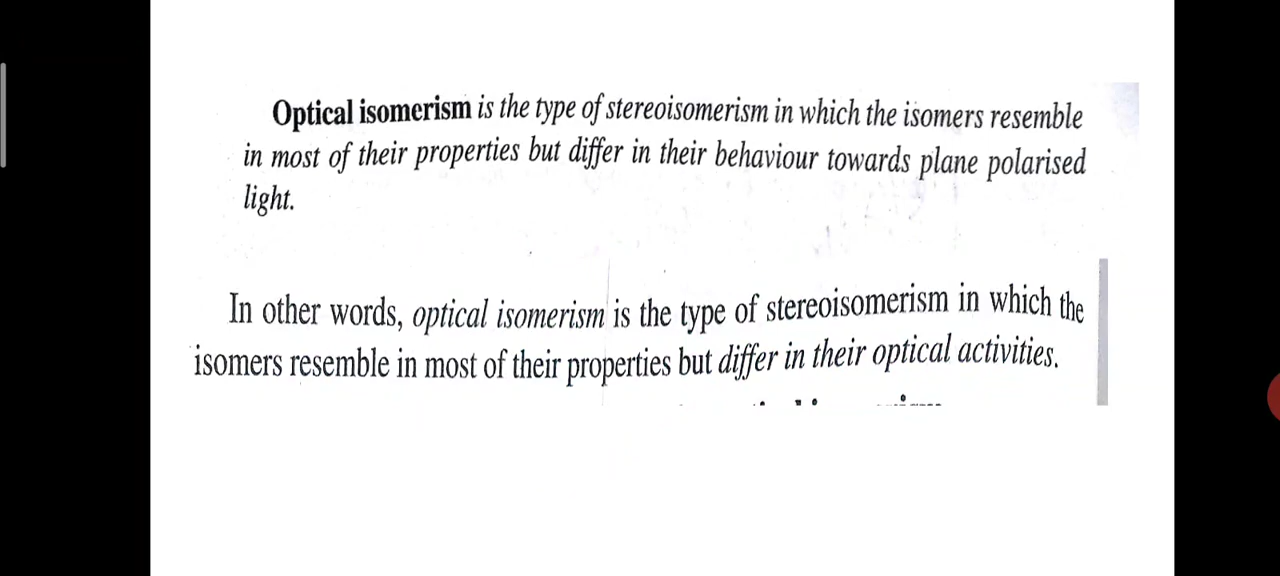 Optical isomerism is the type of stereoisomerism in which the isomers resemble
in most of their properties but differ in their behaviour towards plane polarised
light.
In other words, optical isomerism is the type of stereoisomerism in which the
isomers resemble in most of their properties but differ in their optical activities.